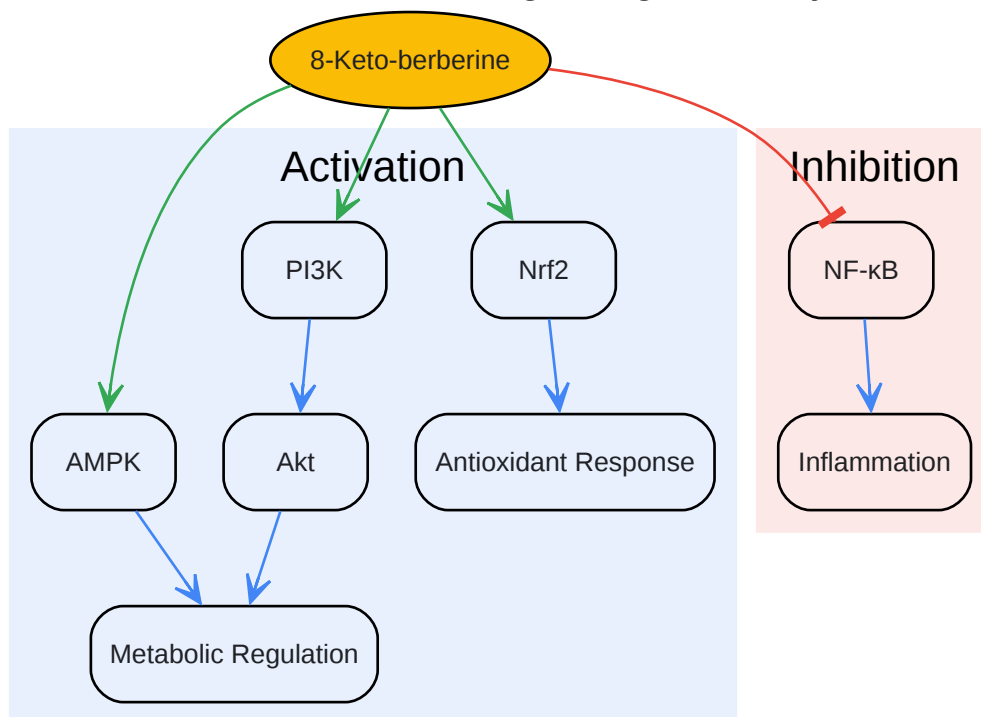 8-Keto-berberine
Activation
Inhibition
PI3K
Nrf2
NF-κB
AMPK
Akt
Antioxidant Response
Inflammation
Metabolic Regulation